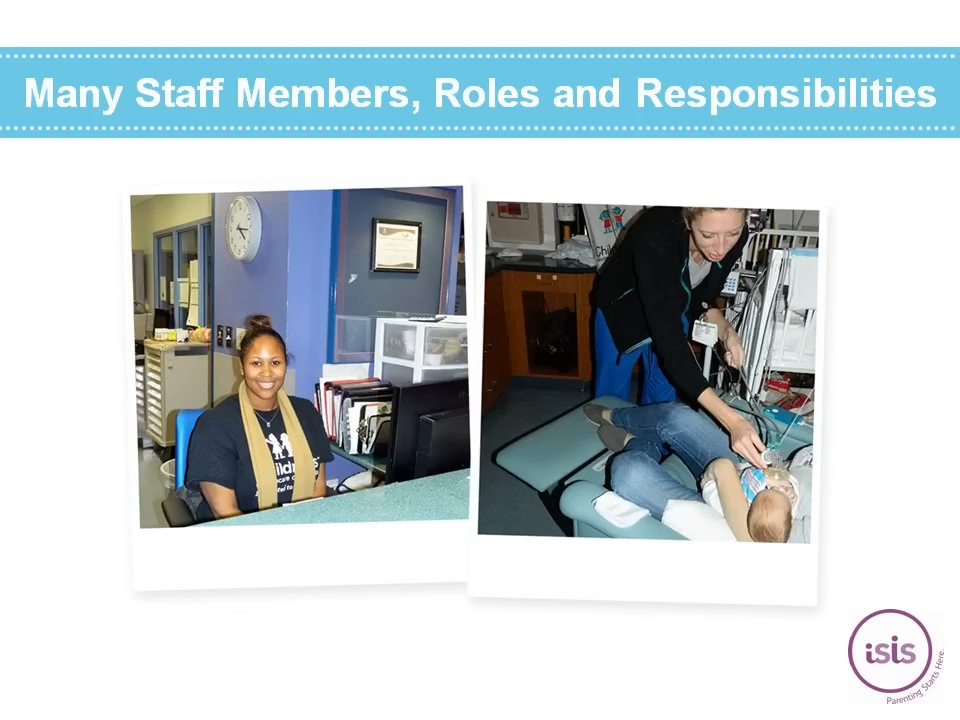 Many Staff Members, Roles and Responsibilities
isis
Parenting Starts Here.